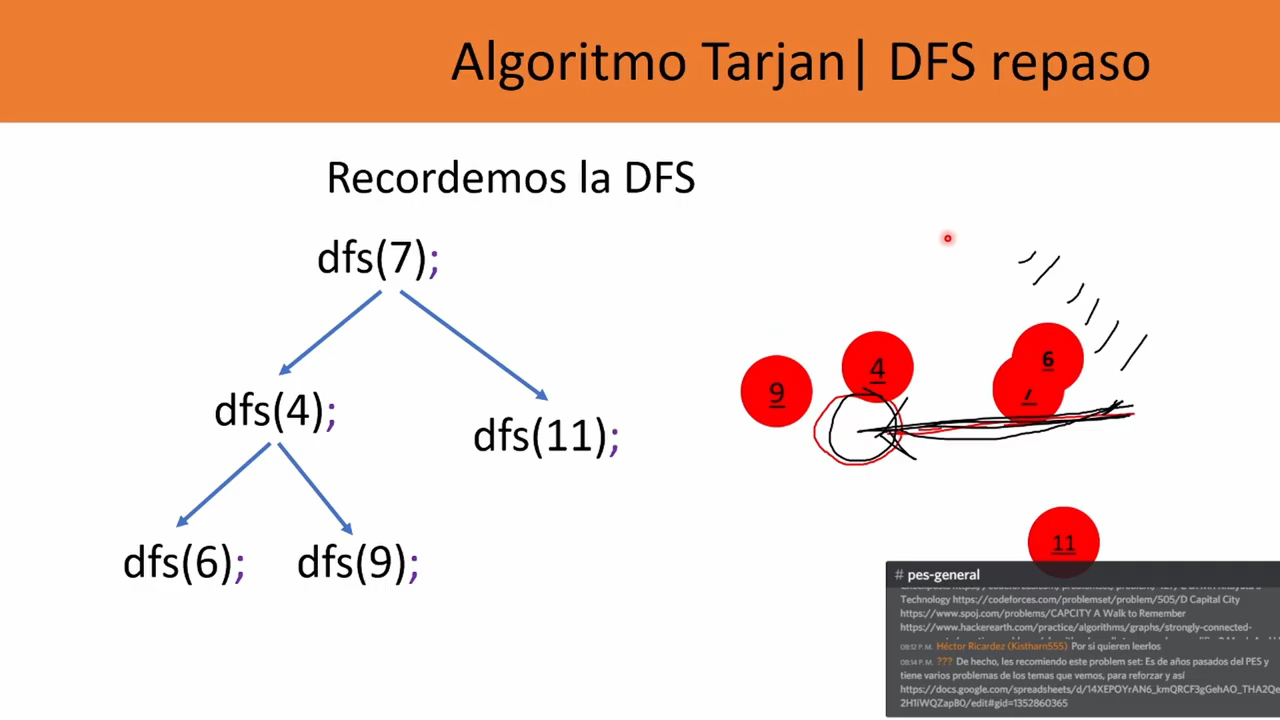 Algoritmo Tarjan| DFS repaso
Recordemos la DFS
dfs(7);
dfs(4);
dfs(11);
dfs(6);
dfs(9);
9
4
6
11
# pes-general
Technology https://codeforces.com/problemset/problem/505/D Capital City
https://www.spoj.com/problems/CAPCITY A Walk to Remember
https://www.hackerearth.com/practice/algorithms/graphs/strongly-connected-
08:12 P. M. Héctor Ricardez (Kistharn555) Por si quieren leerlos
08:14 P. M. ??? De hecho, les recomiendo este problem set: Es de años pasados del PES y
tiene varios problemas de los temas que vemos, para reforzar y así
https://docs.google.com/spreadsheets/d/14XEPOYrAN6_kmQRCF3gGehAO_THA2Qe
2H1iWQZapB0/edit#gid=1352860365